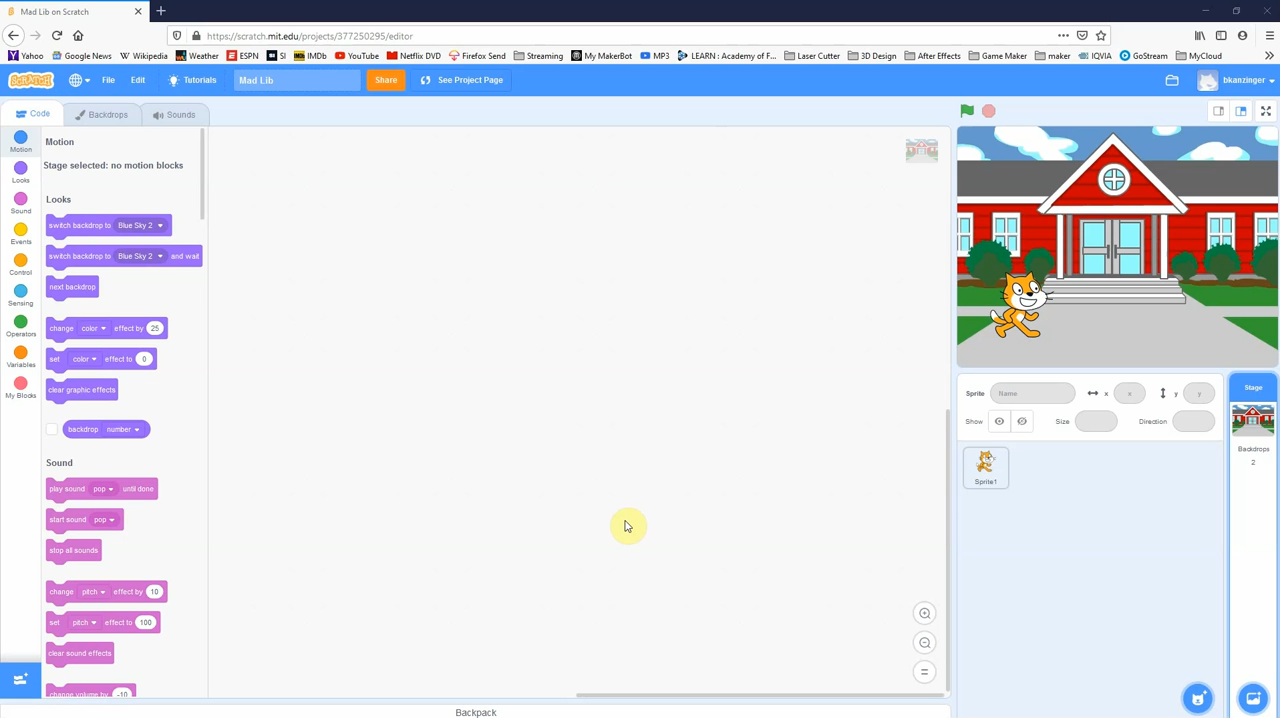 Mad Lib on Scratch
https://scratch.mit.edu/projects/377250295/editor
Yahoo Google News Wikipedia Weather ESPN SI IMDb YouTube Netflix DVD Firefox Send Streaming My MakerBot MP3 LEARN : Academy of F... Laser Cutter 3D Design After Effects Game Maker maker IQVIA GoStream MyCloud
SCRATCH File Edit Tutorials Mad Lib Share See Project Page bkanzinger
Code Backdrops Sounds
Motion
Looks
Sound
Events
Control
Sensing
Operators
Variables
My Blocks
Motion
Stage selected: no motion blocks
Looks
switch backdrop to Blue Sky 2
switch backdrop to Blue Sky 2 and wait
next backdrop
change color effect by 25
set color effect to 0
clear graphic effects
backdrop number
Sound
play sound pop until done
start sound pop
stop all sounds
change pitch effect by 10
set pitch effect to 100
clear sound effects
change volume by -10
Sprite Name x x y y
Show Size Direction
Sprite1
Stage
Backdrops
2
Backpack